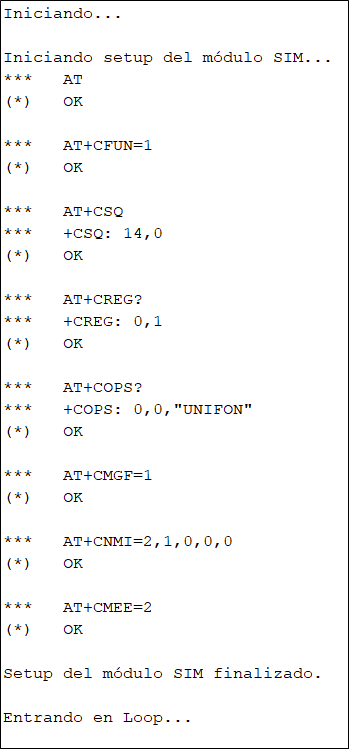 Iniciando...
Iniciando setup del módulo SIM...
*** AT
(*) OK
*** AT+CFUN=1
(*) OK
*** AT+CSQ
*** +CSQ: 14,0
(*) OK
*** AT+CREG?
*** +CREG: 0,1
(*) OK
*** AT+COPS?
*** +COPS: 0,0,"UNIFON"
(*) OK
*** AT+CMGF=1
(*) OK
*** AT+CNMI=2,1,0,0,0
(*) OK
*** AT+CMEE=2
(*) OK
Setup del módulo SIM finalizado.
Entrando en Loop...